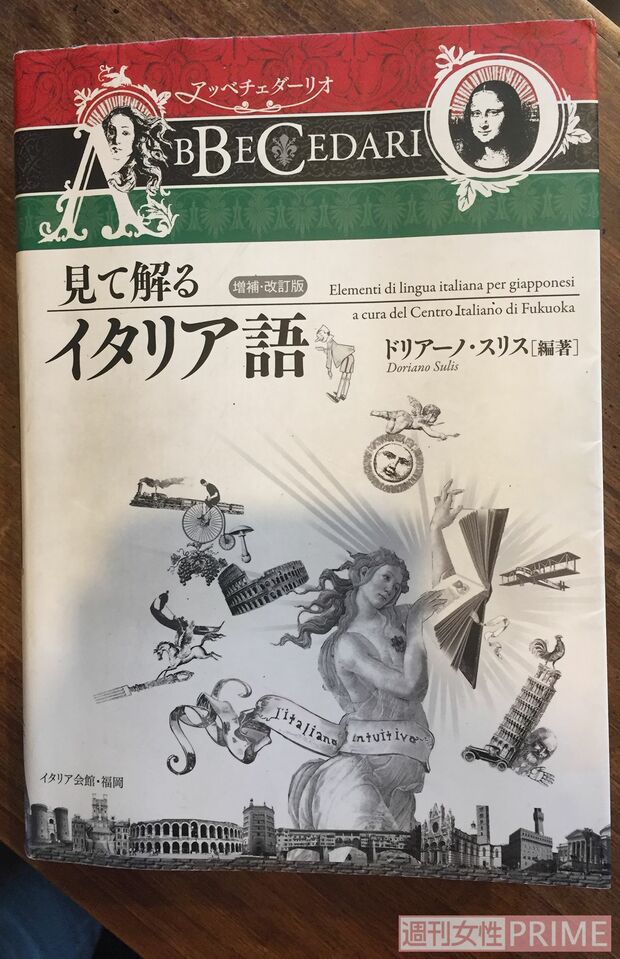 アッベチェダーリオ
ABBECEDARIO
見て解る
増補・改訂版
Elementi di lingua italiana per giapponesi
イタリア語
a cura del Centro Italiano di Fukuoka
ドリアーノ・スリス[編著]
Doriano Sulis
l'italiano intuitivo
イタリア会館・福岡
週刊女性PRIME